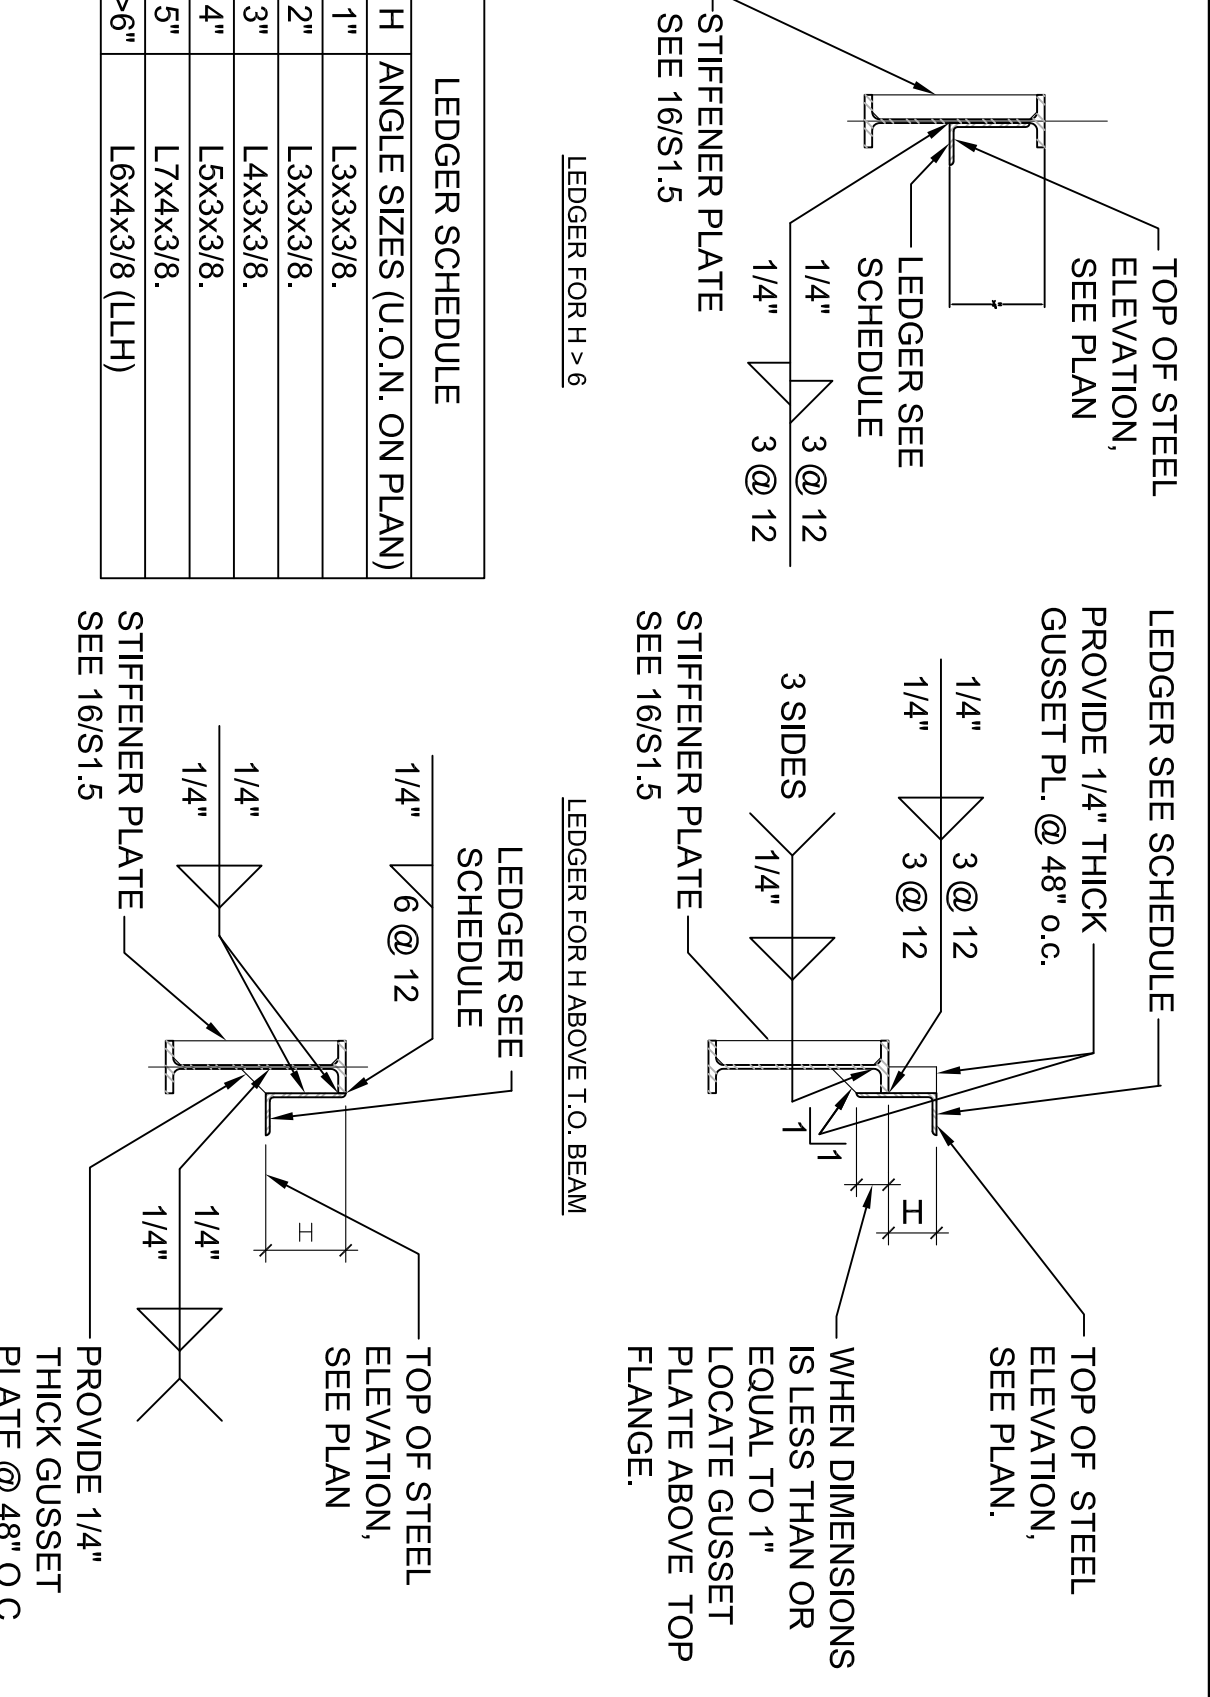 TOP OF STEEL
ELEVATION,
SEE PLAN
LEDGER SEE
SCHEDULE
1/4"
1/4"
3 @ 12
3 @ 12
STIFFENER PLATE
SEE 16/S1.5
LEDGER FOR H > 6
LEDGER SEE SCHEDULE
PROVIDE 1/4" THICK
GUSSET PL. @ 48" o.c.
1/4"
1/4"
3 @ 12
3 @ 12
3 SIDES
1/4"
STIFFENER PLATE
SEE 16/S1.5
1
1
H
TOP OF STEEL
ELEVATION,
SEE PLAN.
WHEN DIMENSIONS
IS LESS THAN OR
EQUAL TO 1"
LOCATE GUSSET
PLATE ABOVE TOP
FLANGE.
LEDGER FOR H ABOVE T.O. BEAM
LEDGER SCHEDULE
H ANGLE SIZES (U.O.N. ON PLAN)
1" L3x3x3/8.
2" L3x3x3/8.
3" L4x3x3/8.
4" L5x3x3/8.
5" L7x4x3/8.
>6" L6x4x3/8 (LLH)
LEDGER SEE
SCHEDULE
1/4"
6 @ 12
1/4"
1/4"
STIFFENER PLATE
SEE 16/S1.5
H
1/4"
1/4"
TOP OF STEEL
ELEVATION,
SEE PLAN
PROVIDE 1/4"
THICK GUSSET
PLATE @ 48" O.C